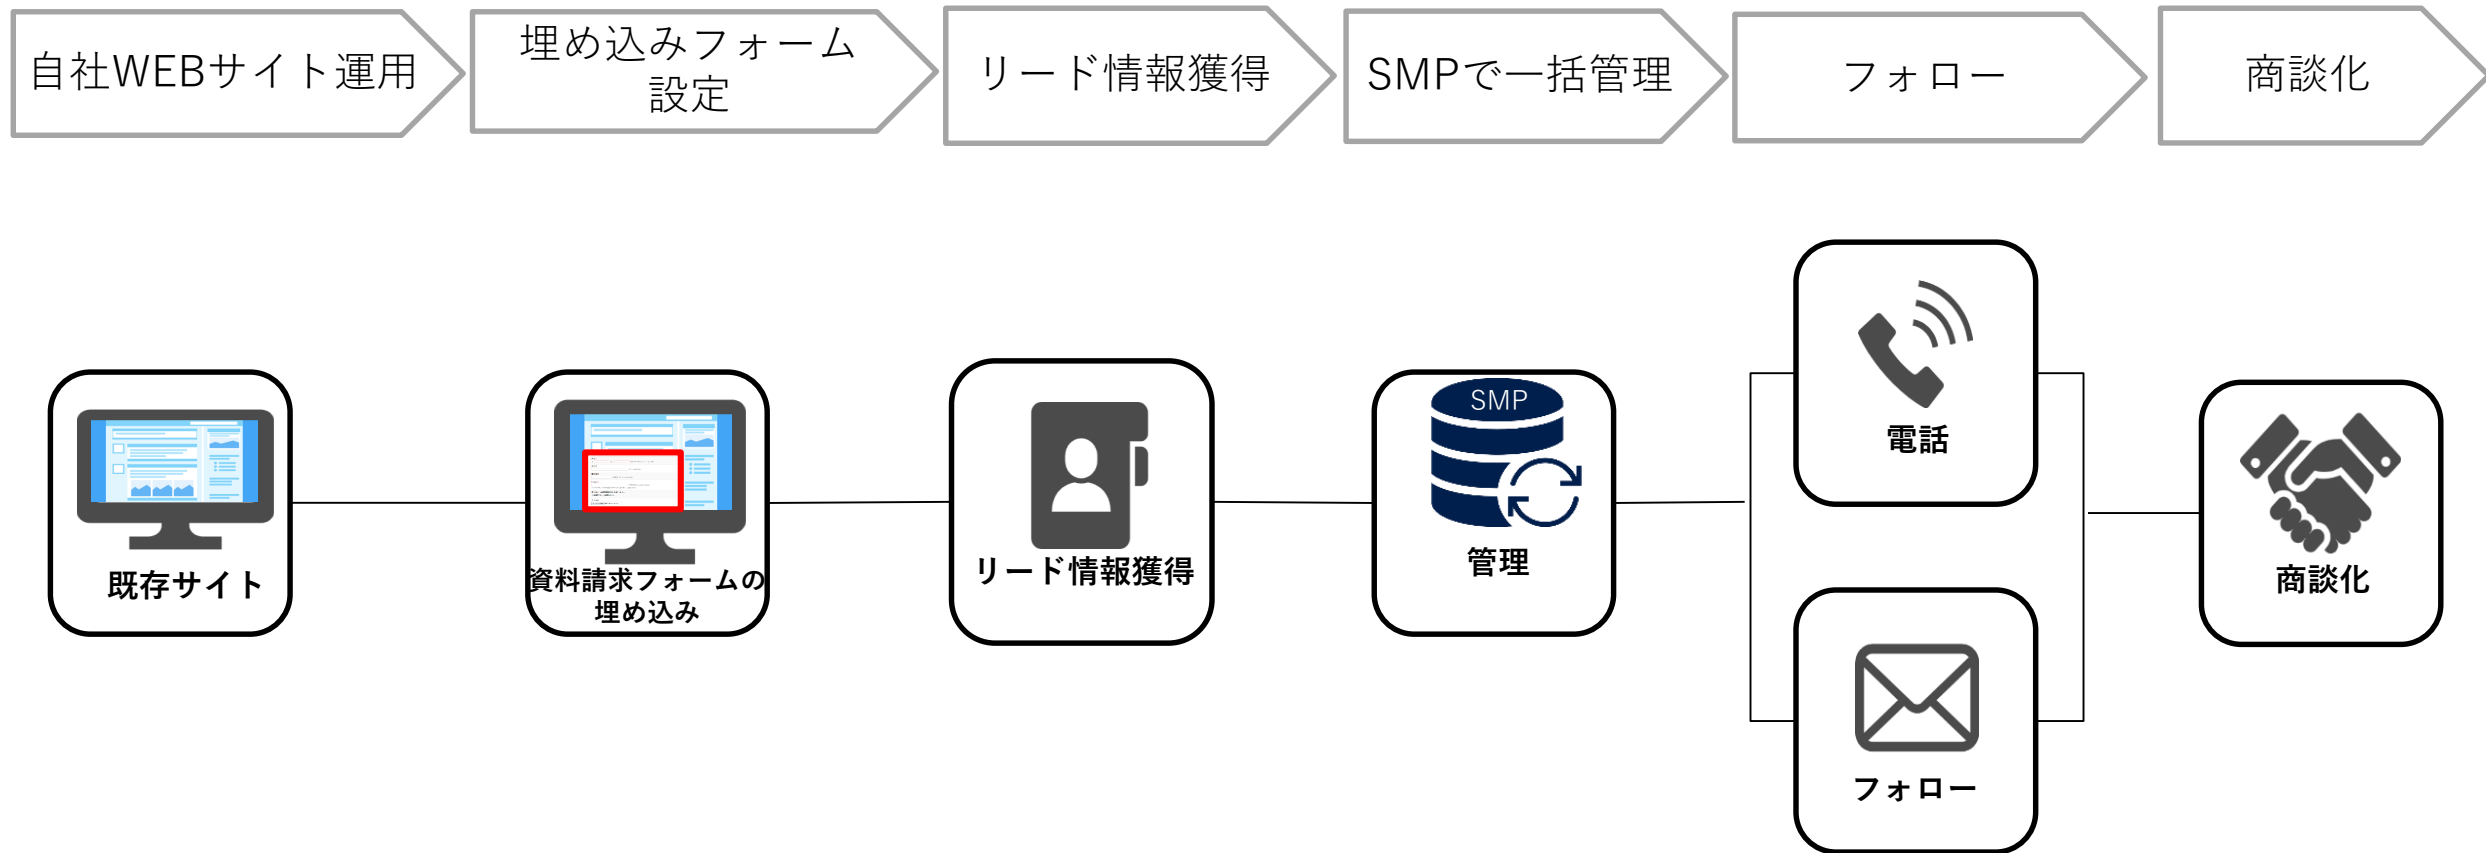 自社WEBサイト運用
埋め込みフォーム
設定
リード情報獲得
SMPで一括管理
フォロー
商談化
既存サイト
資料請求フォームの
埋め込み
リード情報獲得
SMP
管理
電話
フォロー
商談化